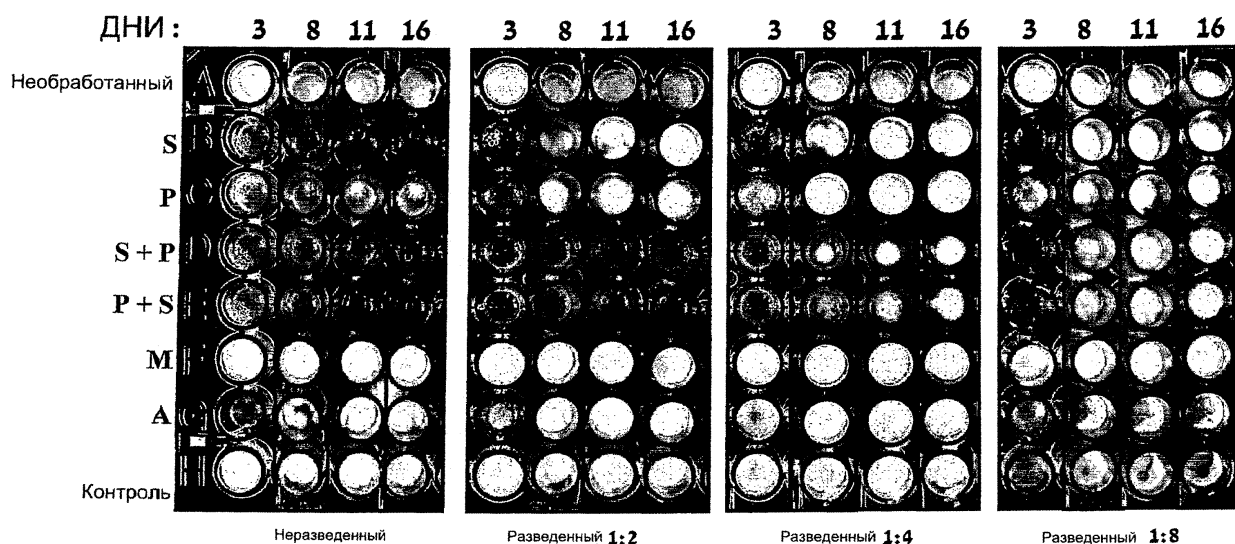 ДНИ : 3 8 11 16 3 8 11 16 3 8 11 16 3 8 11 16
Необработанный
S
P
S + P
P + S
M
A
Контроль
Неразведенный Разведенный 1:2 Разведенный 1:4 Разведенный 1:8